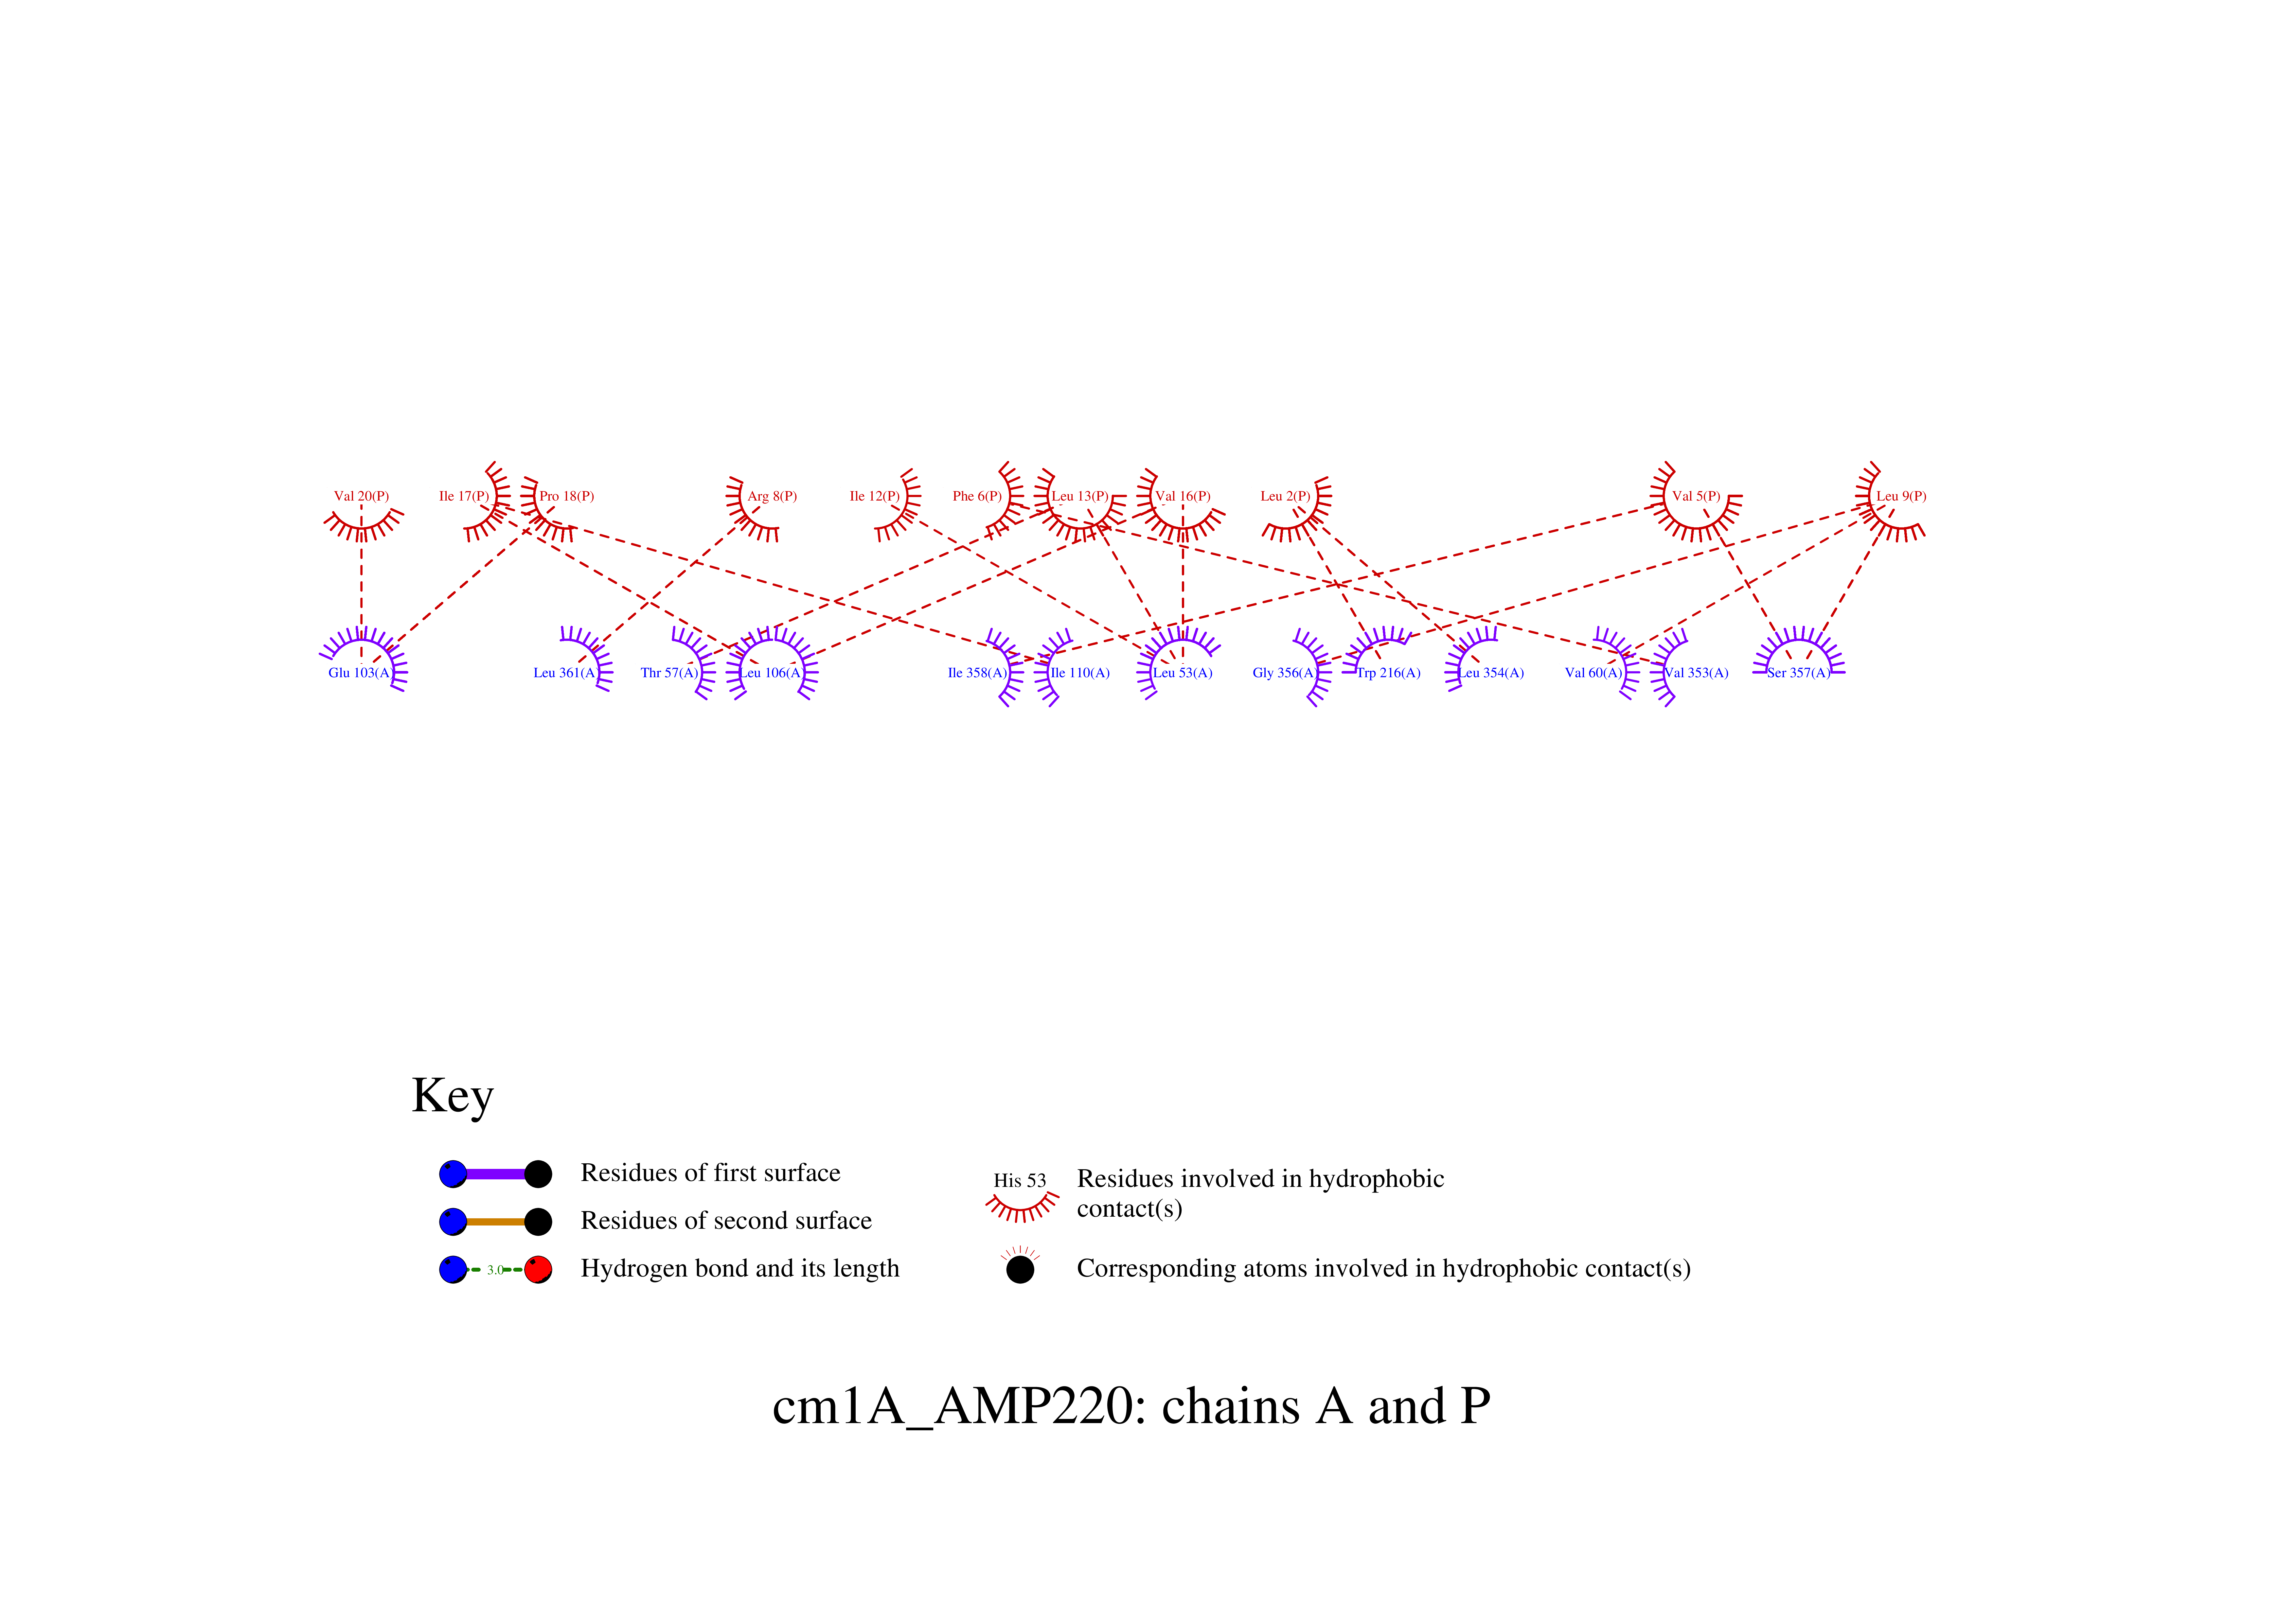 Val 20(P) Ile 17(P) Pro 18(P) Arg 8(P) Ile 12(P) Phe 6(P) Leu 13(P) Val 16(P) Leu 2(P) Val 5(P) Leu 9(P)
Glu 103(A) Leu 361(A) Thr 57(A) Leu 106(A) Ile 358(A) Ile 110(A) Leu 53(A) Gly 356(A) Trp 216(A) Leu 354(A) Val 60(A) Val 353(A) Ser 357(A)
Key
Residues of first surface
Residues of second surface
3.0 Hydrogen bond and its length
His 53 Residues involved in hydrophobic
contact(s)
Corresponding atoms involved in hydrophobic contact(s)
cm1A_AMP220: chains A and P